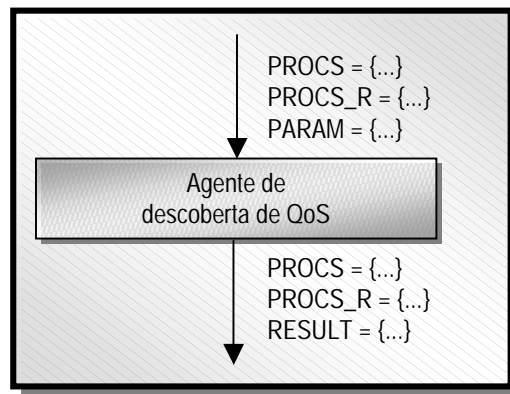 PROCS = {...}
PROCS_R = {...}
PARAM = {...}
Agente de
descoberta de QoS
PROCS = {...}
PROCS_R = {...}
RESULT = {...}